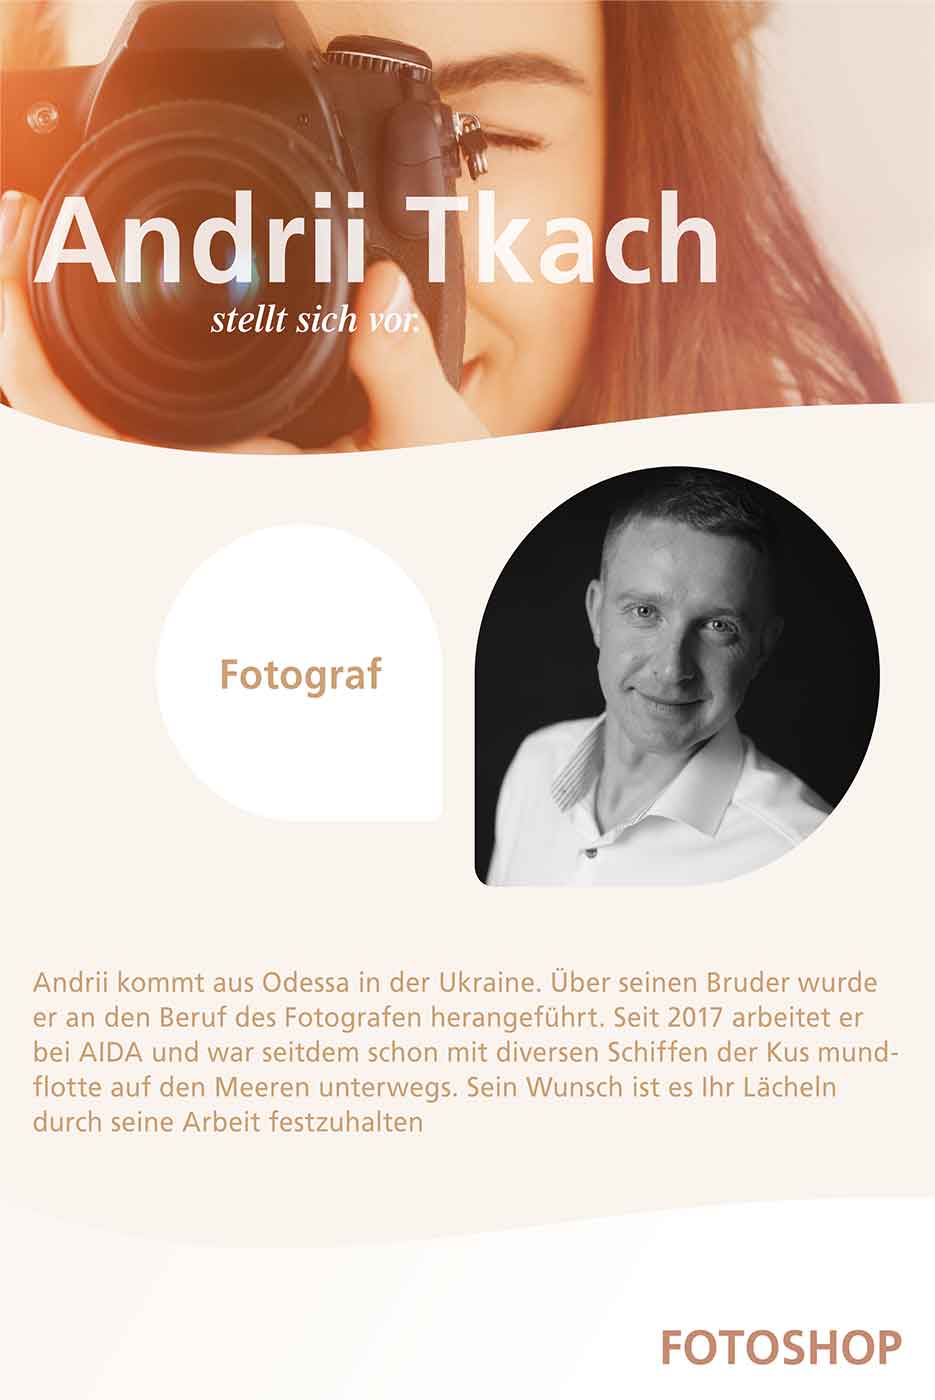 Andrii Tkach
stellt sich vor.
Fotograf
Andrii kommt aus Odessa in der Ukraine. Über seinen Bruder wurde
er an den Beruf des Fotografen herangeführt. Seit 2017 arbeitet er
bei AIDA und war seitdem schon mit diversen Schiffen der Kus mund-
flotte auf den Meeren unterwegs. Sein Wunsch ist es Ihr Lächeln
durch seine Arbeit festzuhalten
FOTOSHOP